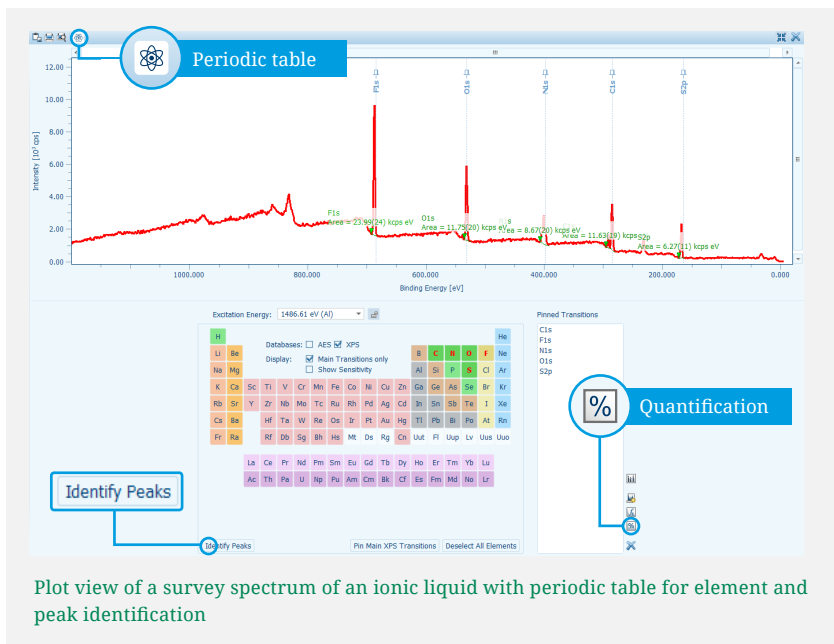 Periodic table
12.00
10.00
8.00
6.00
4.00
2.00
0.00
Intensity [10³ cps]
F1s
O1s
N1s
C1s
S2p
F1s
Area = 23.99(24) kcps eV
O1s
Area = 11.75(20) kcps eV
= 8.67(20) kcps eV
Area = 11.63(19) kcps eV
S2p
Area = 6.27(11) kcps eV
1000.000 800.000 600.000 400.000 200.000 0.000
Binding Energy [eV]
Excitation Energy: 1486.61 eV (Al)
Pinned Transitions
C1s
F1s
N1s
O1s
S2p
Databases: AES XPS
Display: Main Transitions only
Show Sensitivity
H He
Li Be B C N O F Ne
Na Mg Al Si P S Cl Ar
K Ca Sc Ti V Cr Mn Fe Co Ni Cu Zn Ga Ge As Se Br Kr
Rb Sr Y Zr Nb Mo Tc Ru Rh Pd Ag Cd In Sn Sb Te I Xe
Cs Ba Hf Ta W Re Os Ir Pt Au Hg Tl Pb Bi Po At Rn
Fr Ra Rf Db Sg Bh Hs Mt Ds Rg Cn Uut Fl Uup Lv Uus Uuo
La Ce Pr Nd Pm Sm Eu Gd Tb Dy Ho Er Tm Yb Lu
Ac Th Pa U Np Pu Am Cm Bk Cf Es Fm Md No Lr
% Quantification
Identify Peaks
Identify Peaks Pin Main XPS Transitions Deselect All Elements
Plot view of a survey spectrum of an ionic liquid with periodic table for element and
peak identification